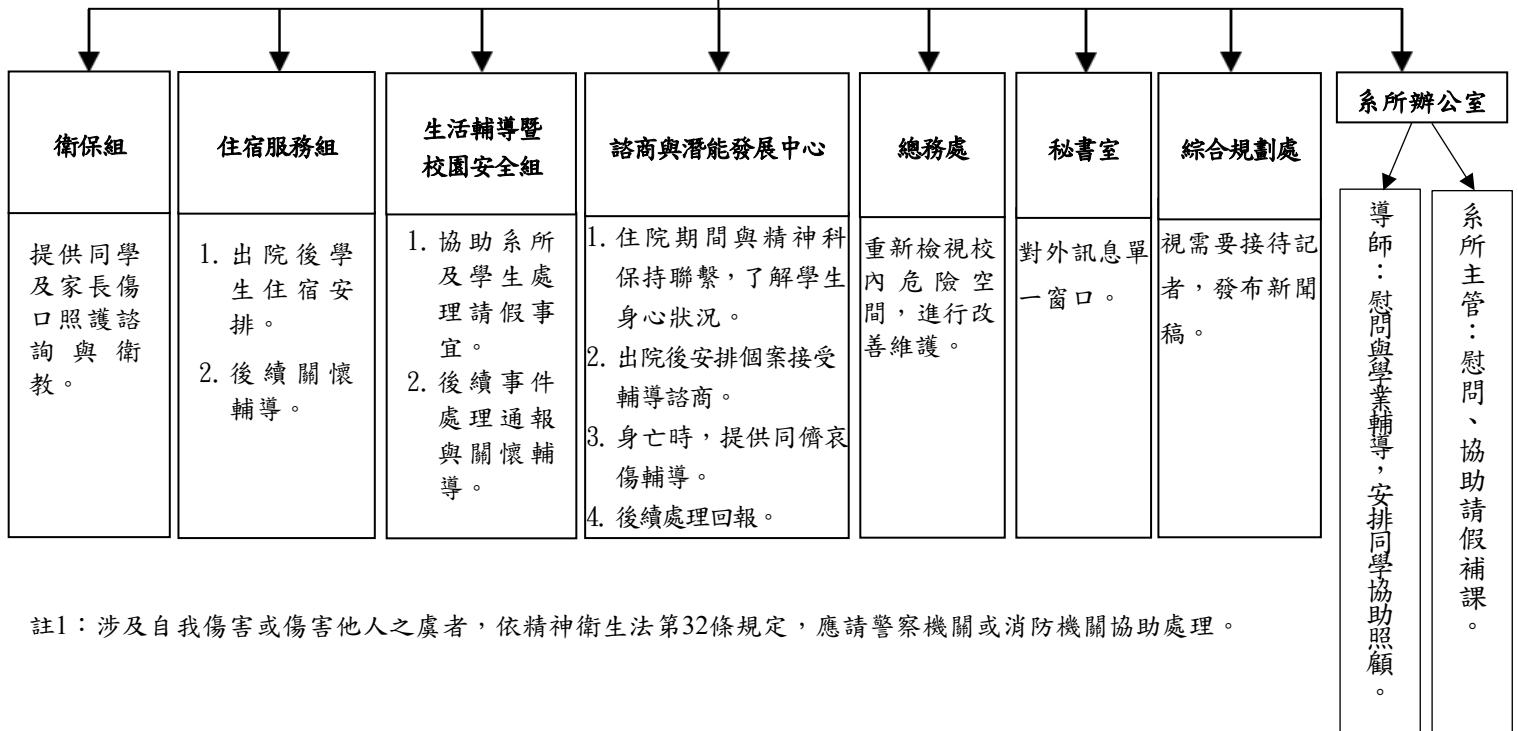 衛保組
提供同學
及家長傷
口照護諮
詢與衛
教。
住宿服務組
1. 出院後學
生住宿安
排。
2. 後續關懷
輔導。
生活輔導暨
校園安全組
1. 協助系所
及學生處
理請假事
宜。
2. 後續事件
處理通報
與關懷輔
導。
諮商與潛能發展中心
1. 住院期間與精神科
保持聯繫，了解學生
身心狀況。
2. 出院後安排個案接受
輔導諮商。
3. 身亡時，提供同儕哀
傷輔導。
4. 後續處理回報。
總務處
重新檢視校
內危險空
間，進行改
善維護。
秘書室
對外訊息單
一窗口。
綜合規劃處
視需要接待記
者，發布新聞
稿。
系所辦公室
導師：慰問與學業輔導，安排同學協助照顧。
系所主管：慰問、協助請假補課。
註1：涉及自我傷害或傷害他人之虞者，依精神衛生法第32條規定，應請警察機關或消防機關協助處理。